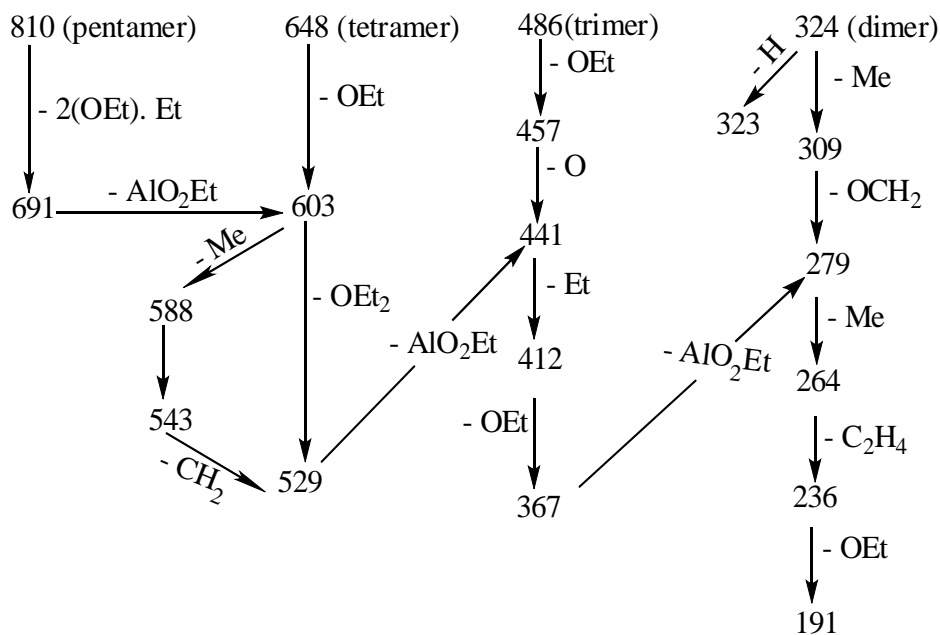 810 (pentamer) 648 (tetramer) 486(trimer) 324 (dimer)
- H
- OEt
- Me
- OEt
- 2(OEt). Et
323
457
309
- O
- OCH₂
- AlO₂Et
691
603
441
279
- Me
- Et
- OEt₂
- Me
588
- AlO₂Et
412
- AlO₂Et
264
543
- OEt
- C₂H₄
- CH₂
529
367
236
- OEt
191